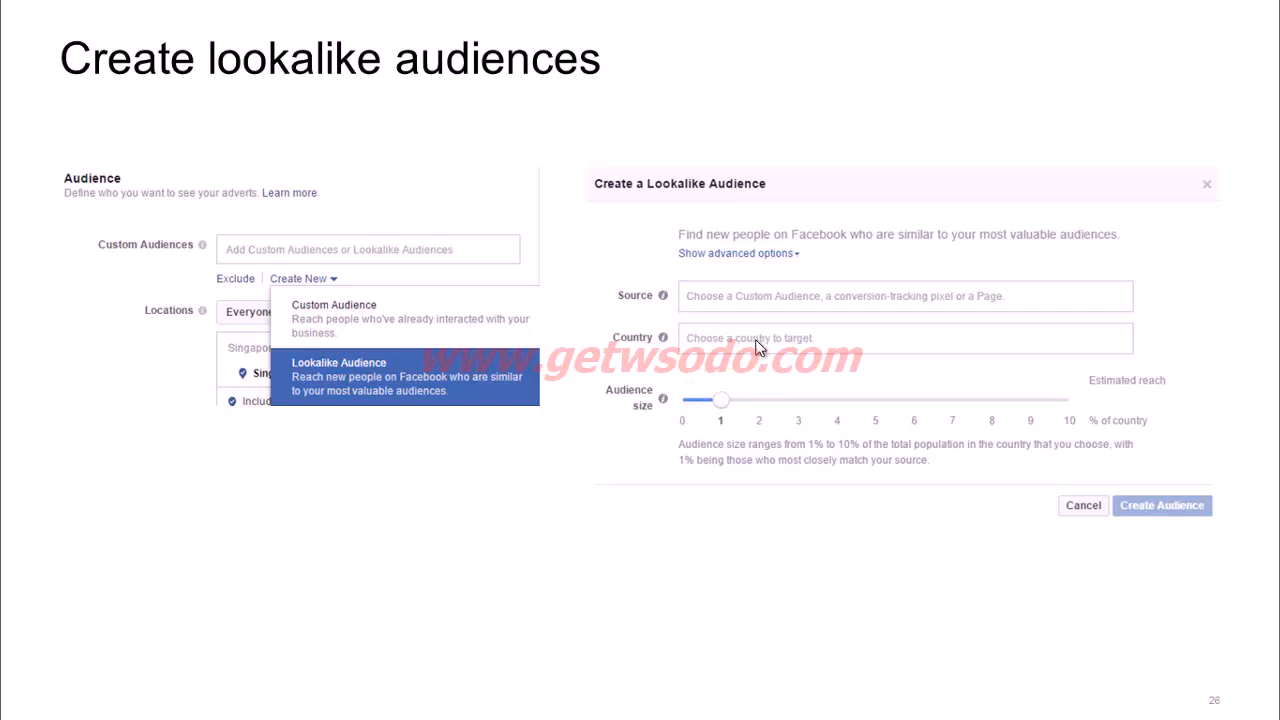 Create lookalike audiences
Audience
Define who you want to see your adverts. Learn more.
Custom Audiences
Add Custom Audiences or Lookalike Audiences
Exclude | Create New
Locations
Everyone
Custom Audience
Reach people who've already interacted with your
business.
Singapor
Sing
Lookalike Audience
Reach new people on Facebook who are similar
to your most valuable audiences.
Includ
Create a Lookalike Audience
×
Find new people on Facebook who are similar to your most valuable audiences.
Show advanced options
Source
Choose a Custom Audience, a conversion-tracking pixel or a Page.
Country
Choose a country to target
www.getwsodo.com
Audience
size
Estimated reach
0 1 2 3 4 5 6 7 8 9 10 % of country
Audience size ranges from 1% to 10% of the total population in the country that you choose, with
1% being those who most closely match your source.
Cancel
Create Audience
26